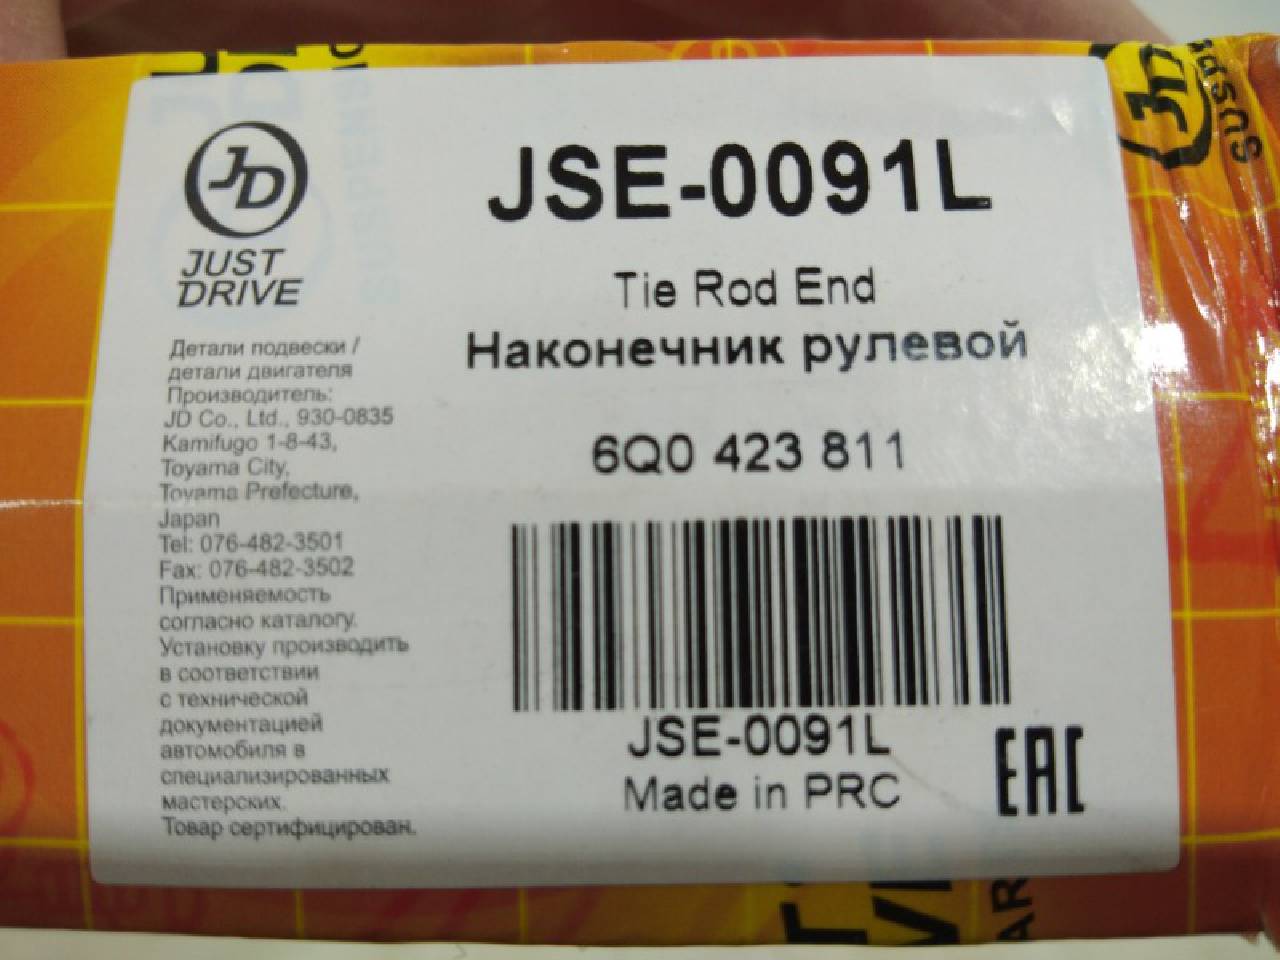 JD
JUST
DRIVE
Детали подвески /
детали двигателя
Производитель:
JD Co., Ltd., 930-0835
Kamifugo 1-8-43,
Toyama City,
Toyama Prefecture,
Japan
Tel: 076-482-3501
Fax: 076-482-3502
Применяемость
согласно каталогу.
Установку производить
в соответствии
с технической
документацией
автомобиля в
специализированных
мастерских.
Товар сертифицирован.
JSE-0091L
Tie Rod End
Наконечник рулевой
6Q0 423 811
JSE-0091L
Made in PRC
EAC
JD